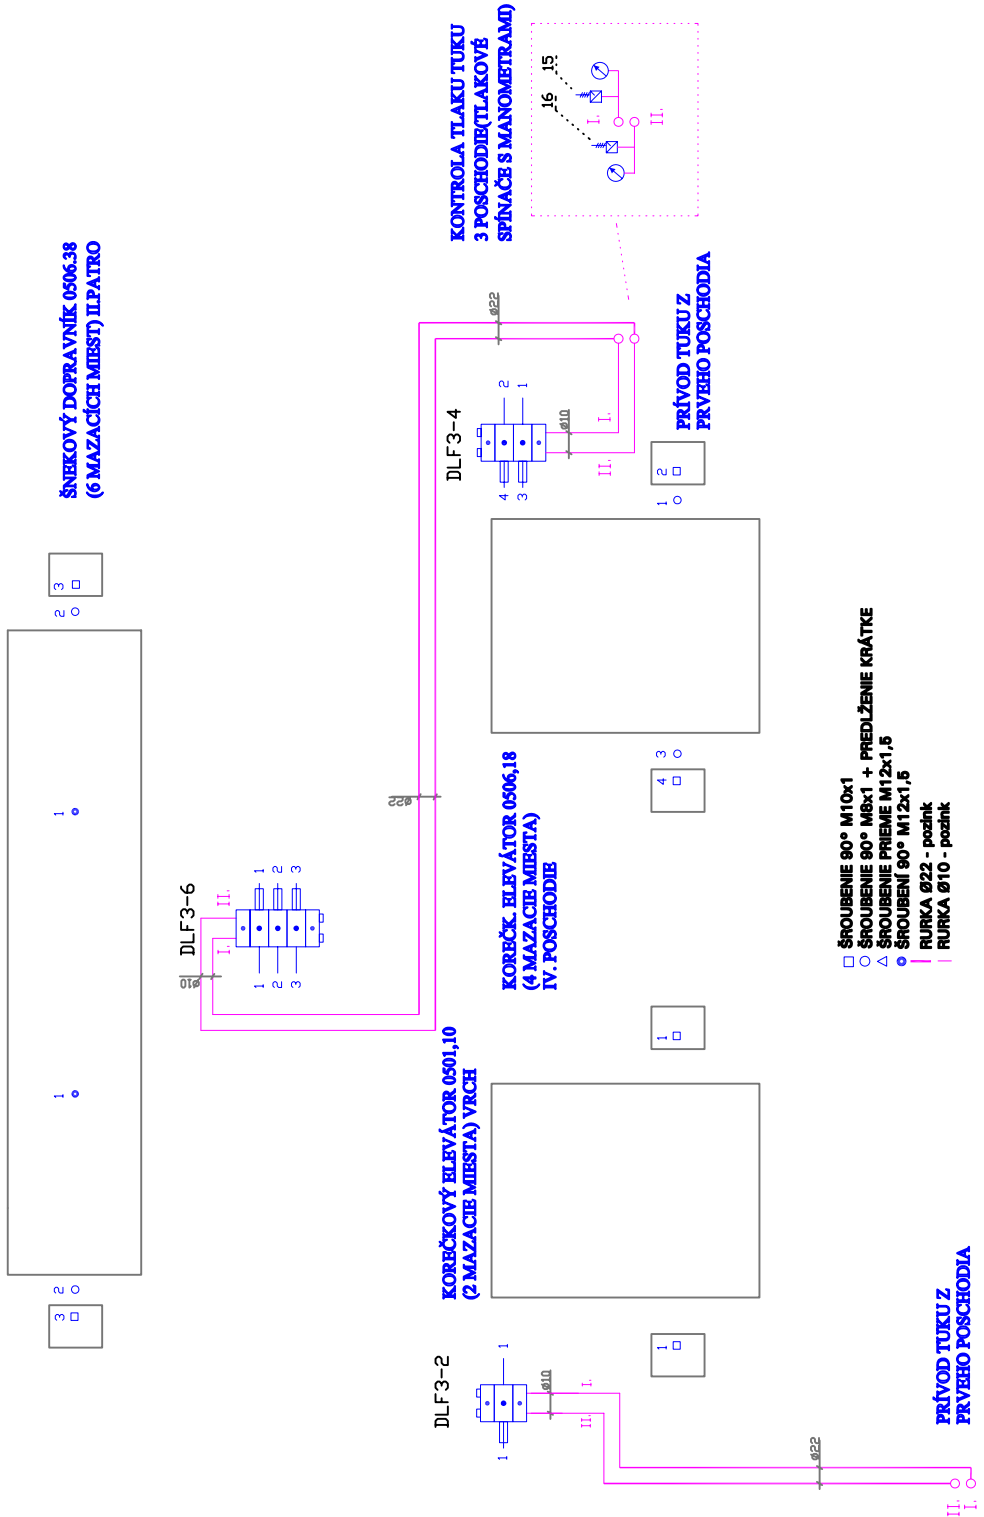 ŠNEKOVÝ DOPRAVNÍK 0506.38
(6 MAZACÍCH MIEST) II.PATRO
3
2
1
1
2
3
DLF3-6
II.
I.
Ø10
1
2
3
1
2
3
Ø22
Ø22
KONTROLA TLAKU TUKU
3 POSCHODIE(TLAKOVÉ
SPÍNAČE S MANOMETRAMI)
16
15
I.
II.
DLF3-4
2
1
4
3
Ø10
I.
II.
PRÍVOD TUKU Z
PRVEHO POSCHODIA
2
1
3
4
KOREČK. ELEVÁTOR 0506,18
(4 MAZACIE MIESTA)
IV. POSCHODIE
KOREČKOVÝ ELEVÁTOR 0501,10
(2 MAZACIE MIESTA) VRCH
1
1
DLF3-2
1
1
Ø10
I.
II.
Ø22
II.
I.
PRÍVOD TUKU Z
PRVEHO POSCHODIA
ŠROUBENIE 90° M10x1
ŠROUBENIE 90° M8x1 + PREDLŽENIE KRÁTKE
ŠROUBENIE PRIEME M12x1,5
ŠROUBENÍ 90° M12x1,5
RURKA Ø22 - pozink
RURKA Ø10 - pozink